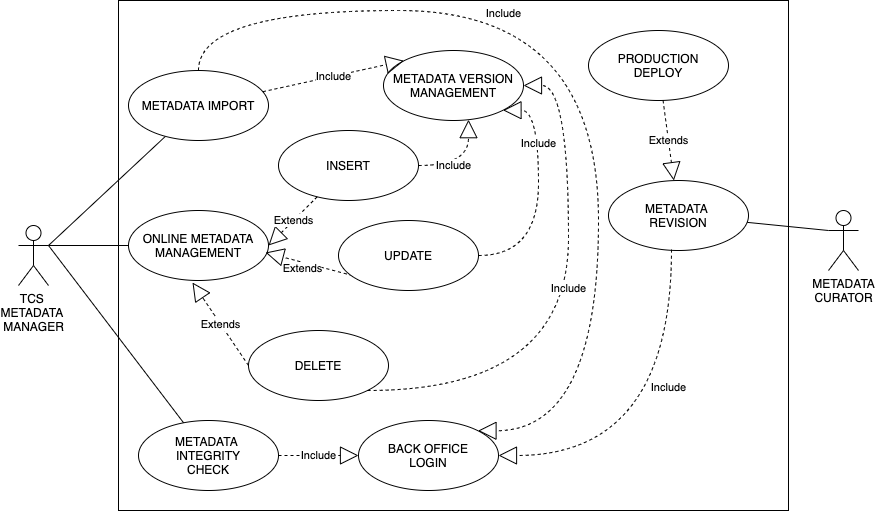 Include
PRODUCTION
DEPLOY
METADATA VERSION
MANAGEMENT
Include
METADATA IMPORT
Include
Extends
INSERT
Include
Extends
METADATA
REVISION
ONLINE METADATA
MANAGEMENT
UPDATE
Extends
TCS
METADATA
MANAGER
METADATA
CURATOR
Include
Extends
DELETE
Include
METADATA
INTEGRITY
CHECK
Include
BACK OFFICE
LOGIN